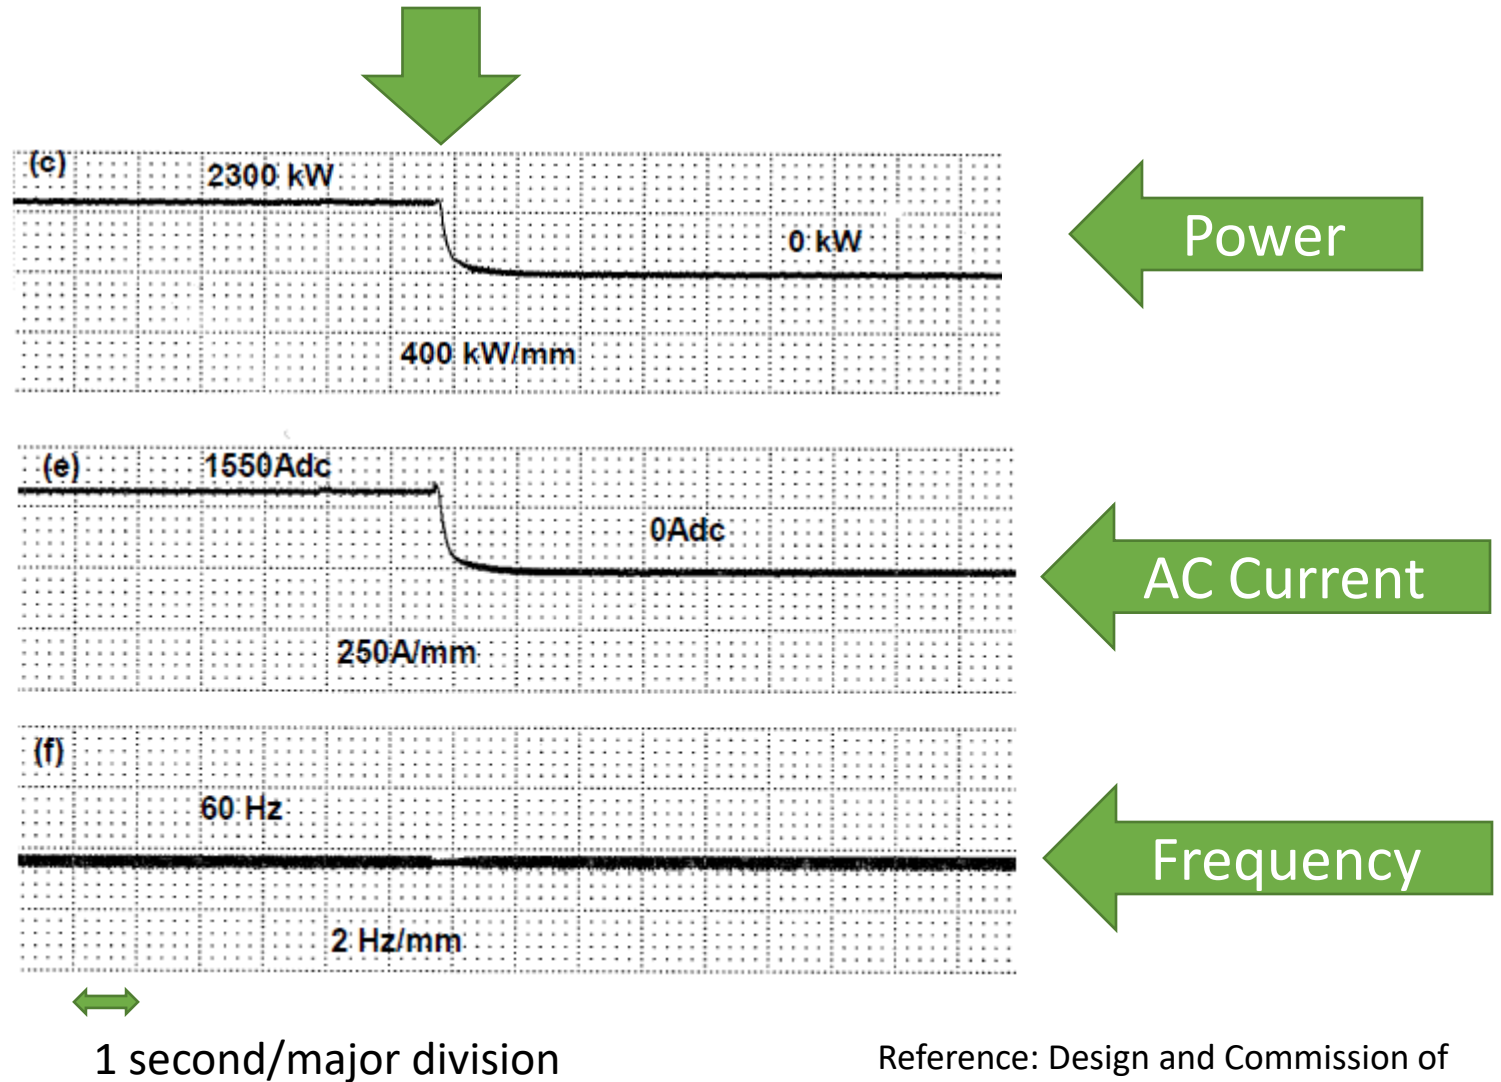 (c)
2300 kW
0 kW
Power
400 kW/mm
(e)
1550Adc
0Adc
AC Current
250A/mm
(f)
60 Hz
Frequency
2 Hz/mm
1 second/major division
Reference: Design and Commission of